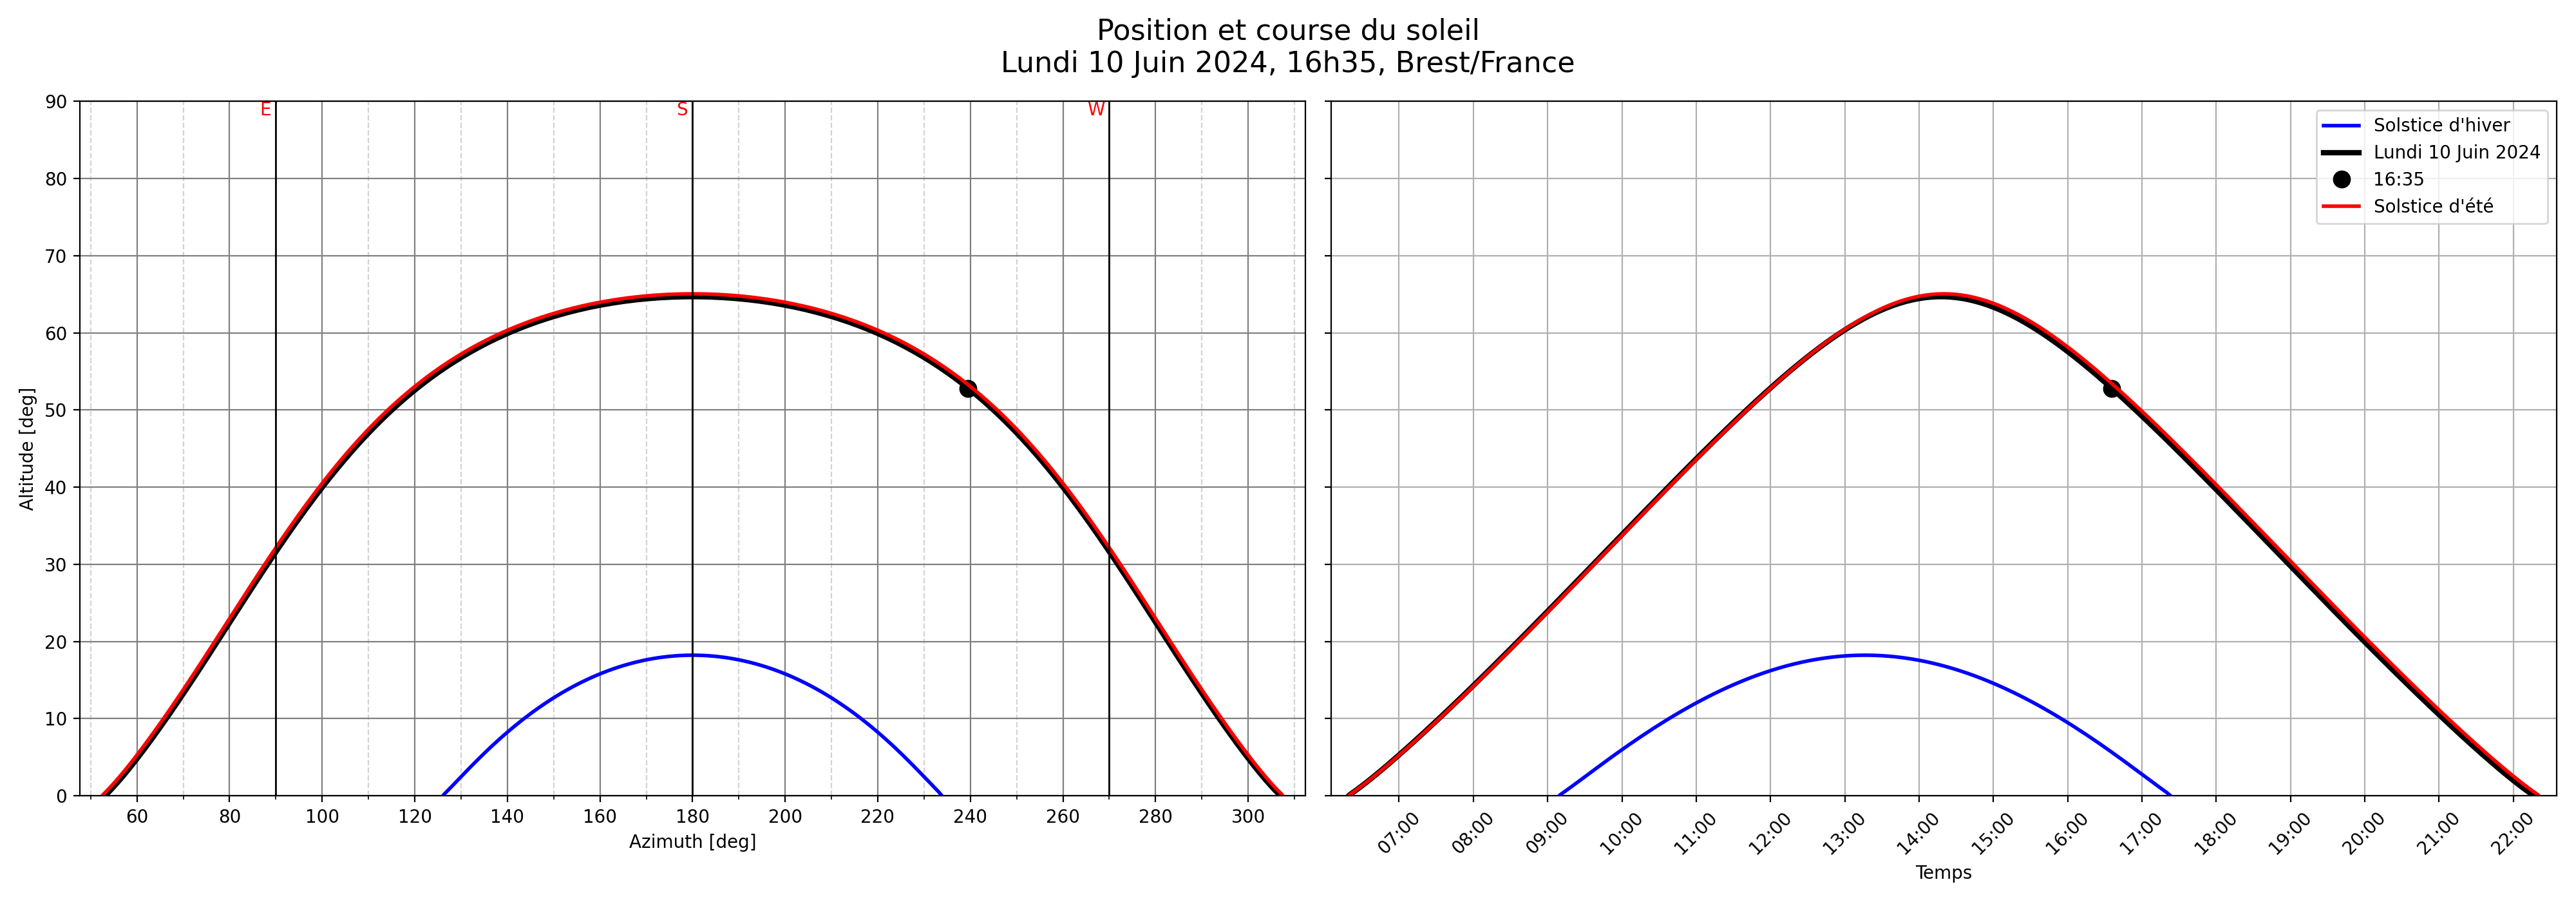 Position et course du soleil
Lundi 10 Juin 2024, 16h35, Brest/France
E
S
W
90
80
70
60
50
40
30
20
10
0
Altitude [deg]
60 80 100 120 140 160 180 200 220 240 260 280 300
Azimuth [deg]
Solstice d'hiver
Lundi 10 Juin 2024
16:35
Solstice d'été
07:00 08:00 09:00 10:00 11:00 12:00 13:00 14:00 15:00 16:00 17:00 18:00 19:00 20:00 21:00 22:00
Temps